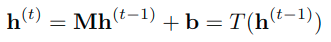 h^{(t)} = Mh^{(t−1)} + b = T(h^{(t−1)})